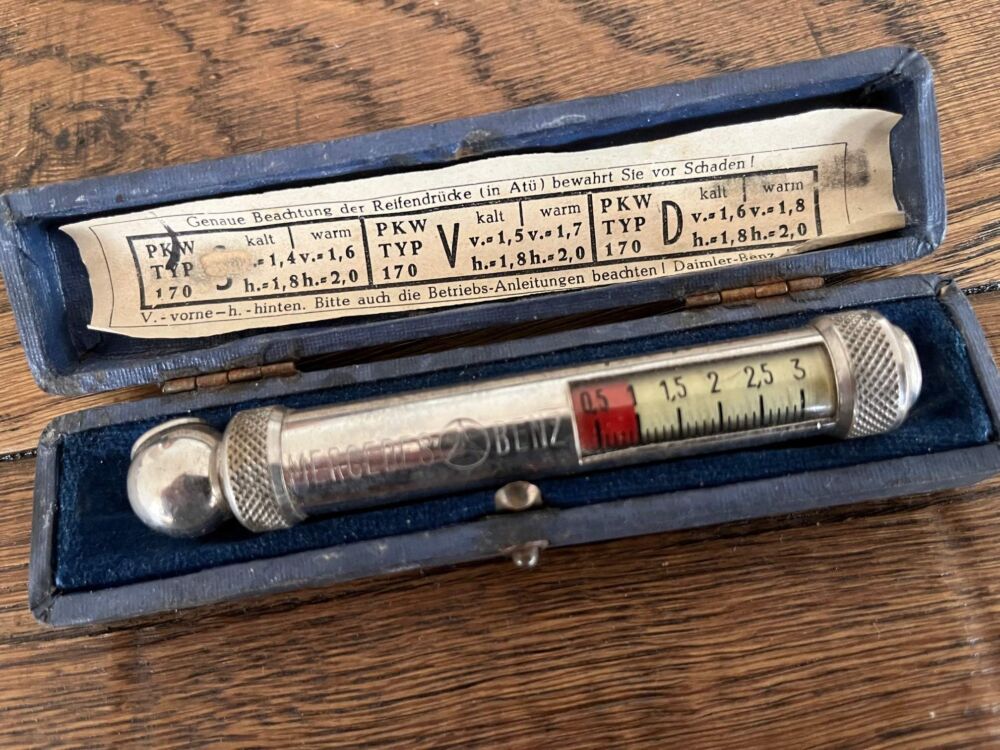 Genaue Beachtung der Reifendrücke (in Atü) bewahrt Sie vor Schaden!
PKW TYP 170 S
kalt warm
.=1,4 v.=1,6
h.=1,8 h.=2,0
PKW TYP 170 V
kalt warm
v.=1,5 v.=1,7
h.=1,8 h.=2,0
PKW TYP 170 D
kalt warm
v.=1,6 v.=1,8
h.=1,8 h.=2,0
V.-vorne-h.-hinten. Bitte auch die Betriebs-Anleitungen beachten! Daimler-Benz
MERCEDES BENZ
0,5 1 1,5 2 2,5 3